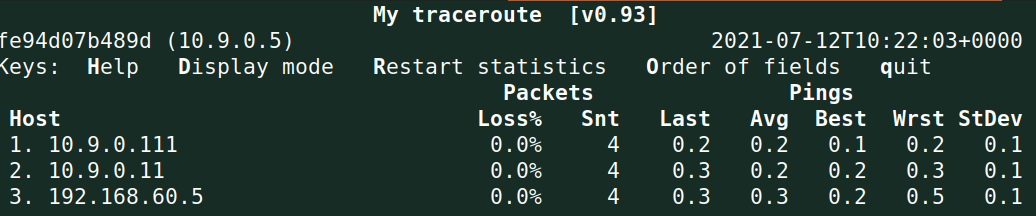 My traceroute  [v0.93]
fe94d07b489d (10.9.0.5)                                2021-07-12T10:22:03+0000
Keys:  Help   Display mode   Restart statistics   Order of fields   quit
                                       Packets               Pings
 Host                                Loss%   Snt   Last   Avg  Best  Wrst StDev
 1. 10.9.0.111                        0.0%     4    0.2   0.2   0.1   0.2   0.1
 2. 10.9.0.11                         0.0%     4    0.3   0.2   0.2   0.3   0.1
 3. 192.168.60.5                      0.0%     4    0.3   0.3   0.2   0.5   0.1